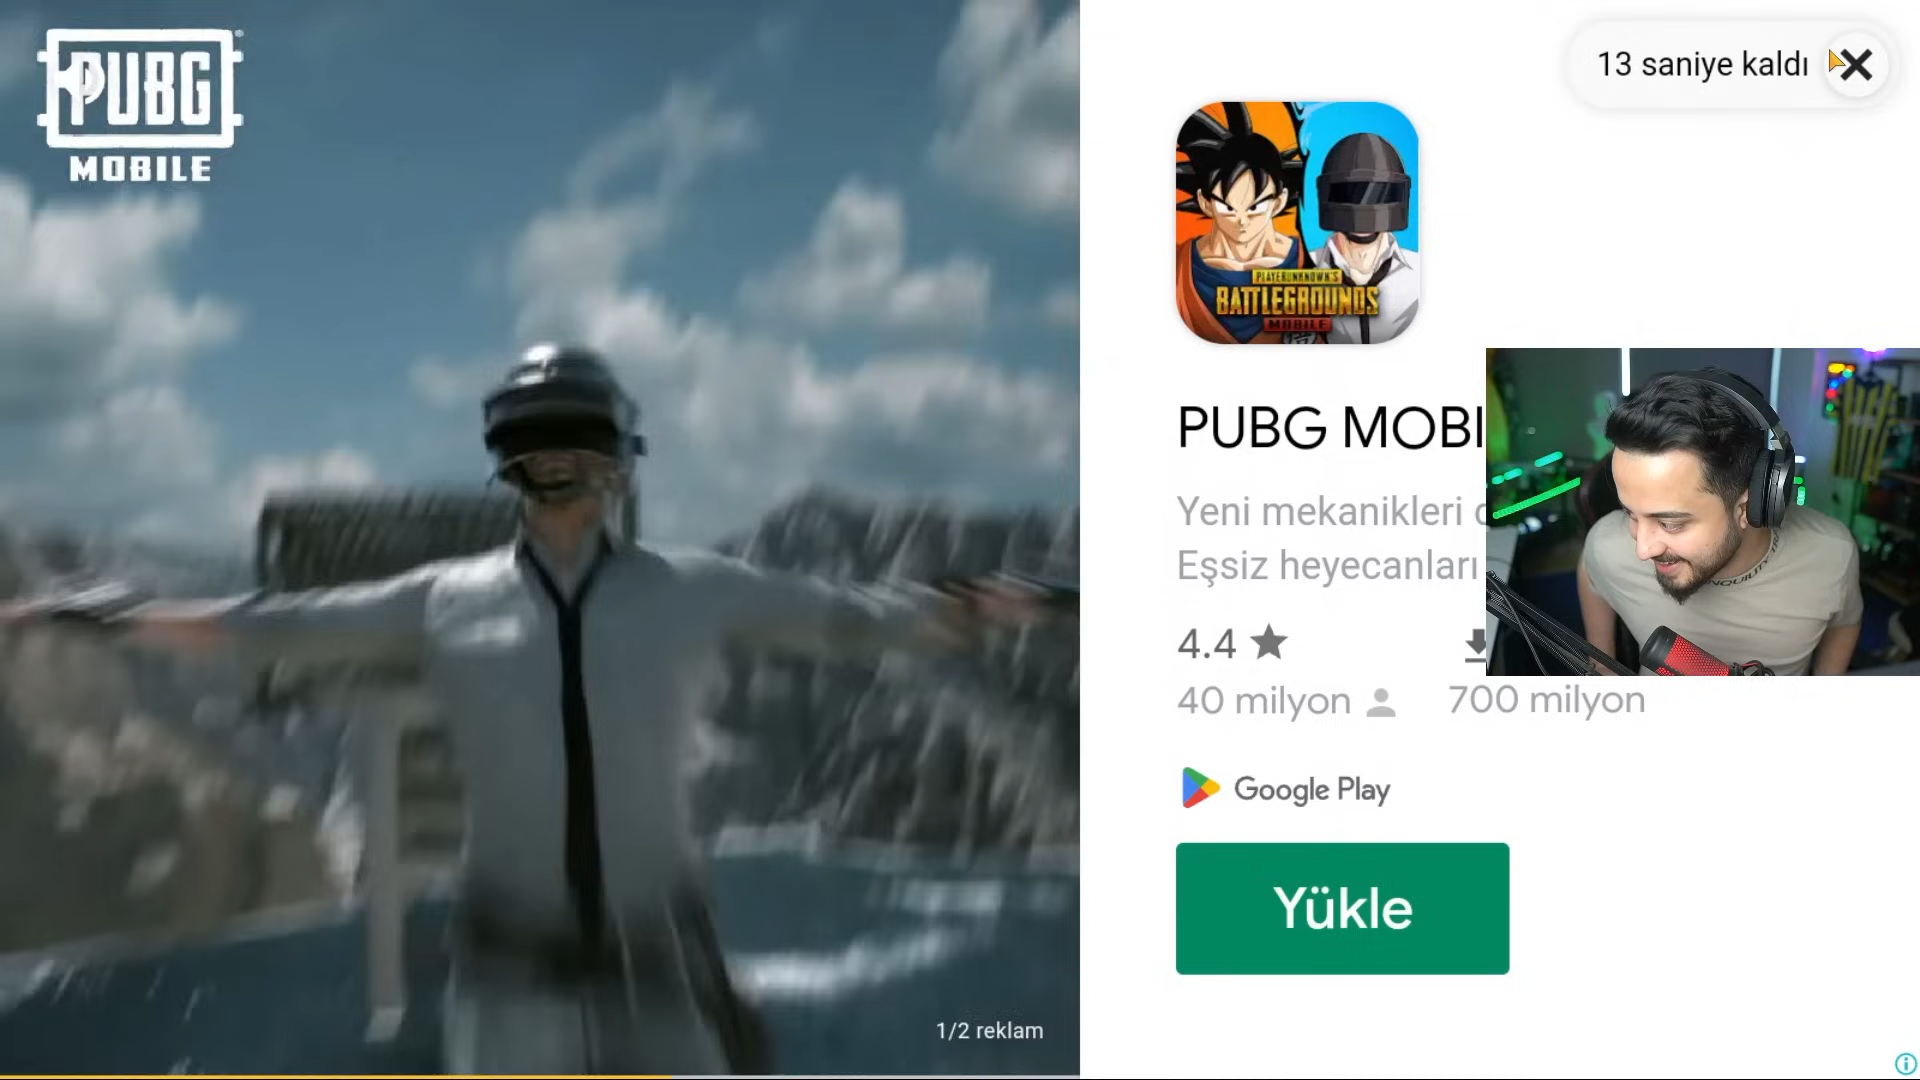 PUBG
MOBILE
13 saniye kaldı
PLAYERUNKNOWN'S
BATTLEGROUNDS
MOBILE
PUBG MOBI
Yeni mekanikleri
Eşsiz heyecanları
4.4
40 milyon
700 milyon
Google Play
Yükle
1/2 reklam